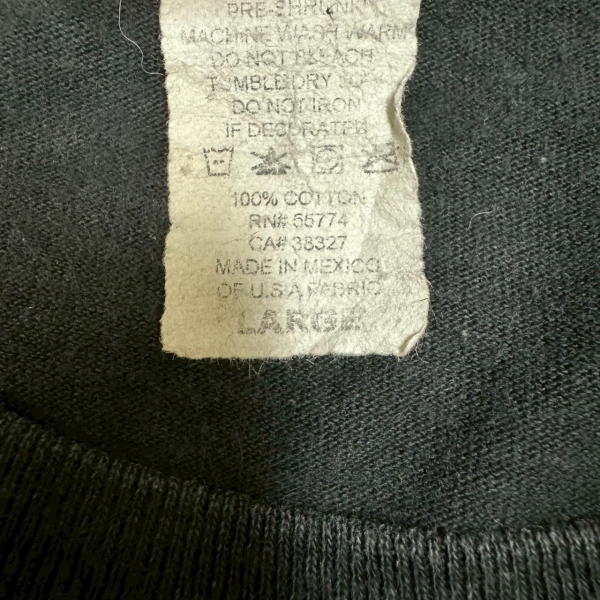 PRE-SHRUNK
MACHINE WASH WARM
DO NOT BLEACH
TUMBLE DRY
DO NOT IRON
IF DECORATED
100% COTTON
RN# 55774
CA# 38327
MADE IN MEXICO
OF U.S.A FABRIC
LARGE